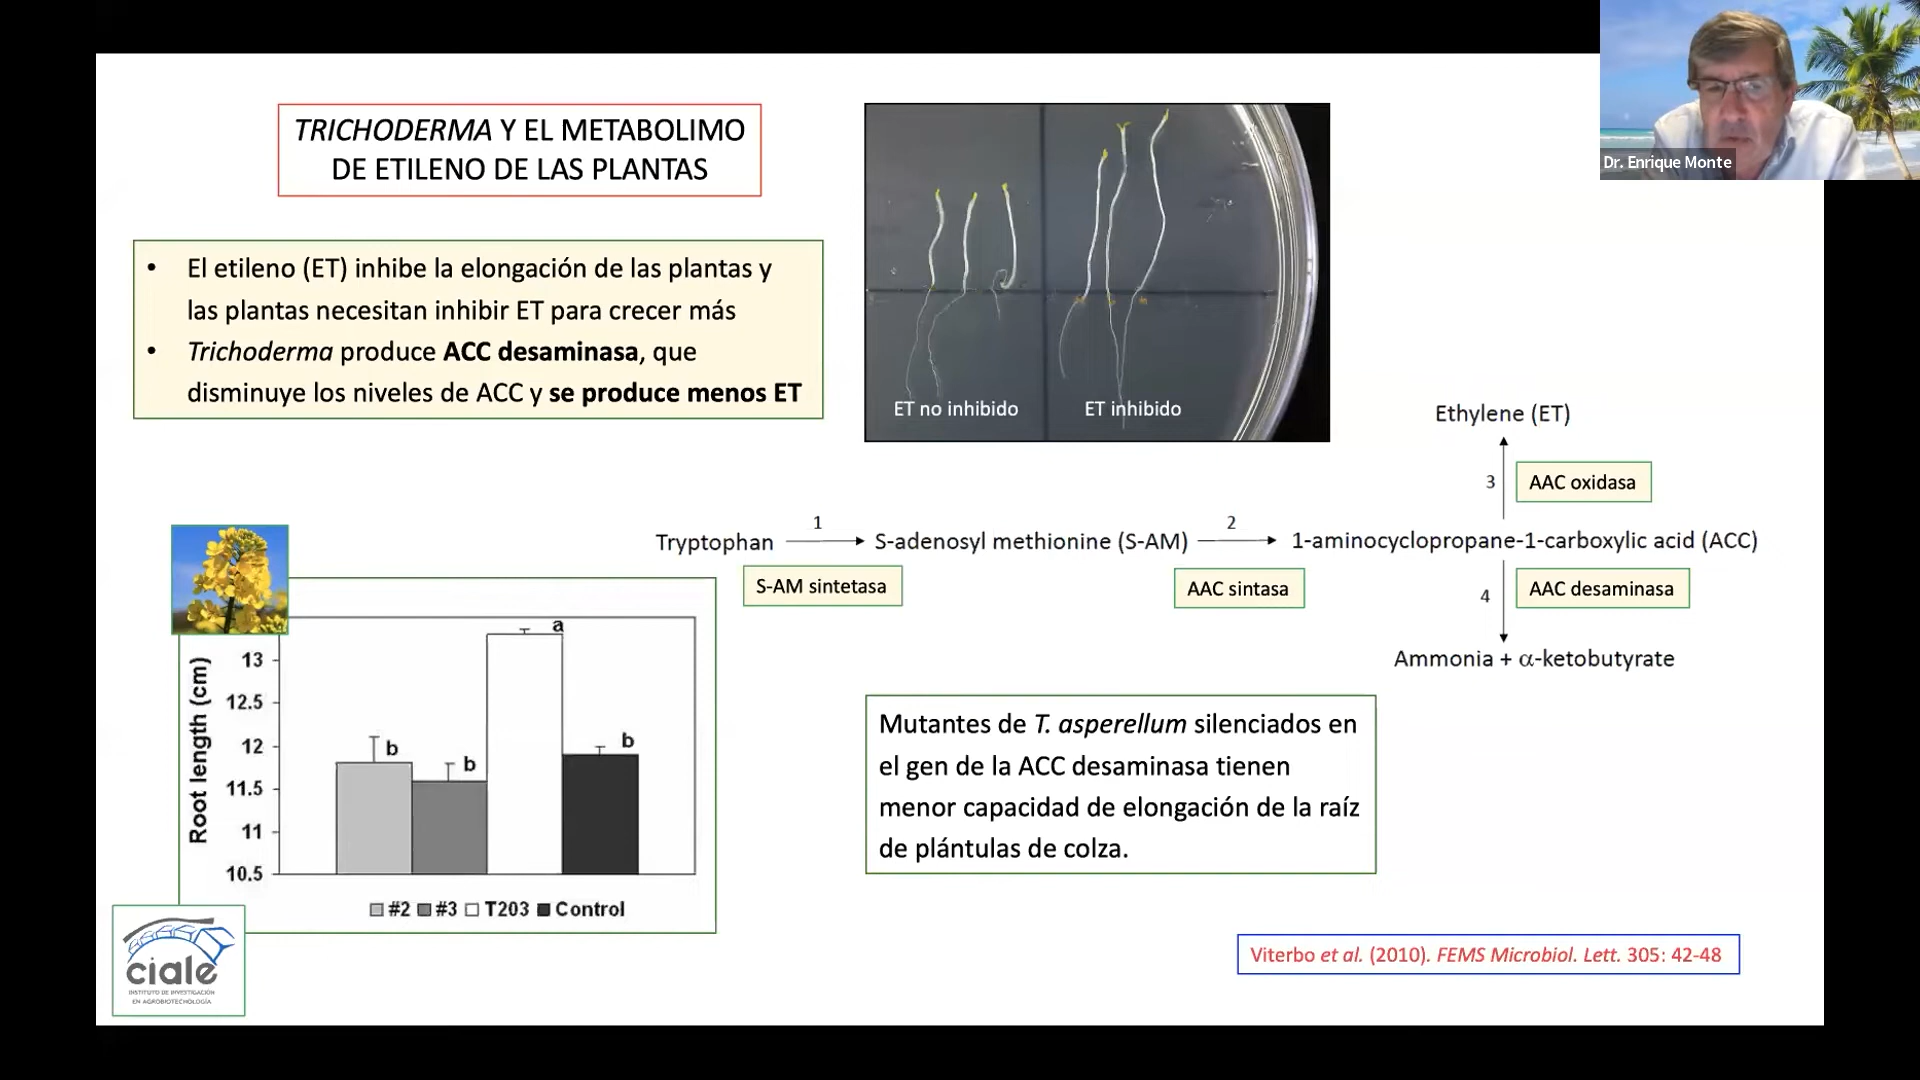 TRICHODERMA Y EL METABOLIMO
DE ETILENO DE LAS PLANTAS
Dr. Enrique Monte
• El etileno (ET) inhibe la elongación de las plantas y
las plantas necesitan inhibir ET para crecer más
• Trichoderma produce ACC desaminasa, que
disminuye los niveles de ACC y se produce menos ET
ET no inhibido
ET inhibido
Ethylene (ET)
3
AAC oxidasa
Tryptophan
1
S-adenosyl methionine (S-AM)
2
1-aminocyclopropane-1-carboxylic acid (ACC)
S-AM sintetasa
AAC sintasa
4
AAC desaminasa
Ammonia + α-ketobutyrate
Root length (cm)
13
12.5
12
11.5
11
10.5
b
b
a
b
#2 #3 T203 Control
Mutantes de T. asperellum silenciados en
el gen de la ACC desaminasa tienen
menor capacidad de elongación de la raíz
de plántulas de colza.
Viterbo et al. (2010). FEMS Microbiol. Lett. 305: 42-48
ciale
INSTITUTO DE INVESTIGACIÓN
EN AGROBIOTECNOLOGÍA